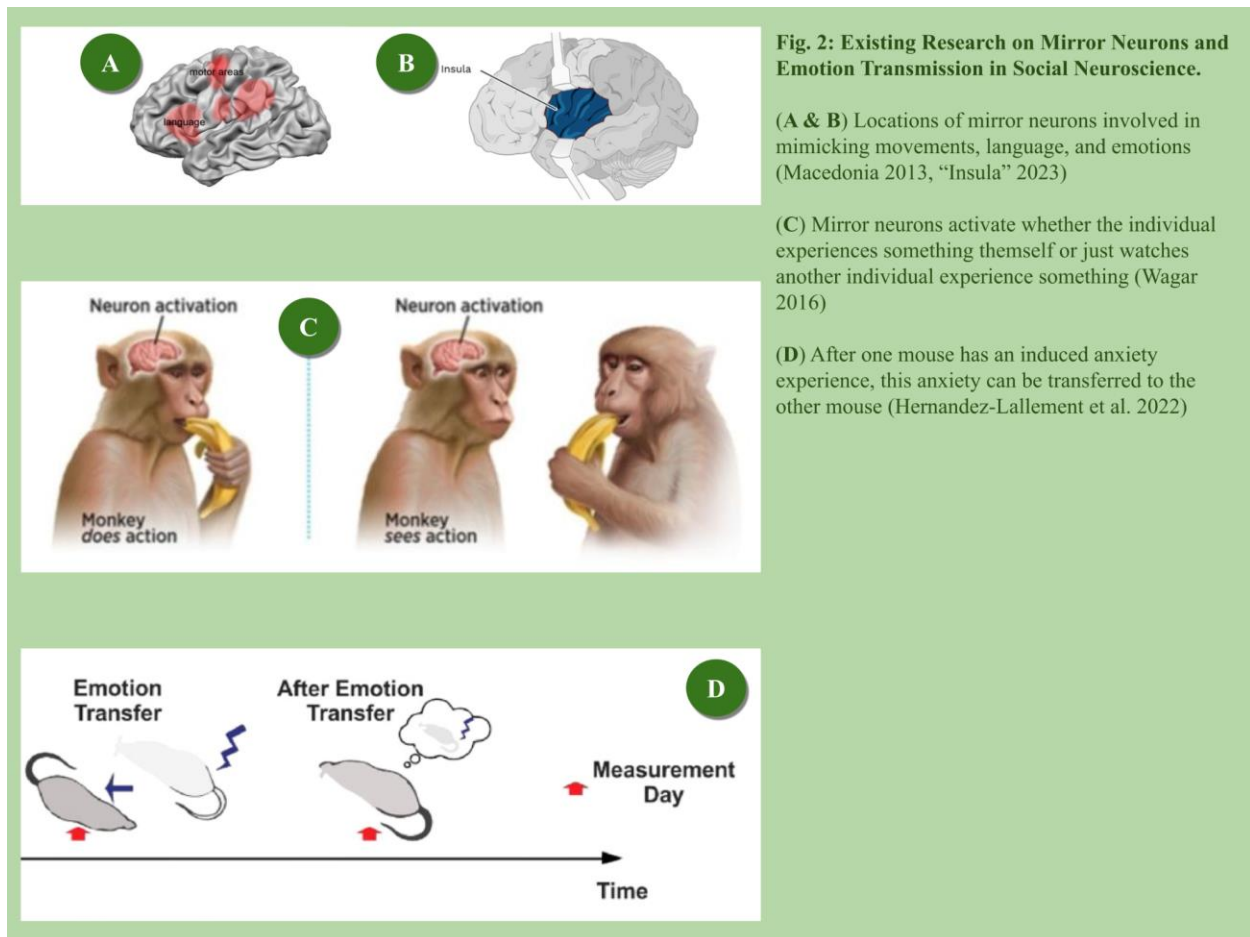 A
motor areas
language
B
Insula
Fig. 2: Existing Research on Mirror Neurons and
Emotion Transmission in Social Neuroscience.
(A & B) Locations of mirror neurons involved in
mimicking movements, language, and emotions
(Macedonia 2013, “Insula” 2023)
(C) Mirror neurons activate whether the individual
experiences something themself or just watches
another individual experience something (Wagar
2016)
(D) After one mouse has an induced anxiety
experience, this anxiety can be transferred to the
other mouse (Hernandez-Lallement et al. 2022)
Neuron activation
C
Neuron activation
Monkey
does action
Monkey
sees action
Emotion
Transfer
After Emotion
Transfer
D
Measurement
Day
Time